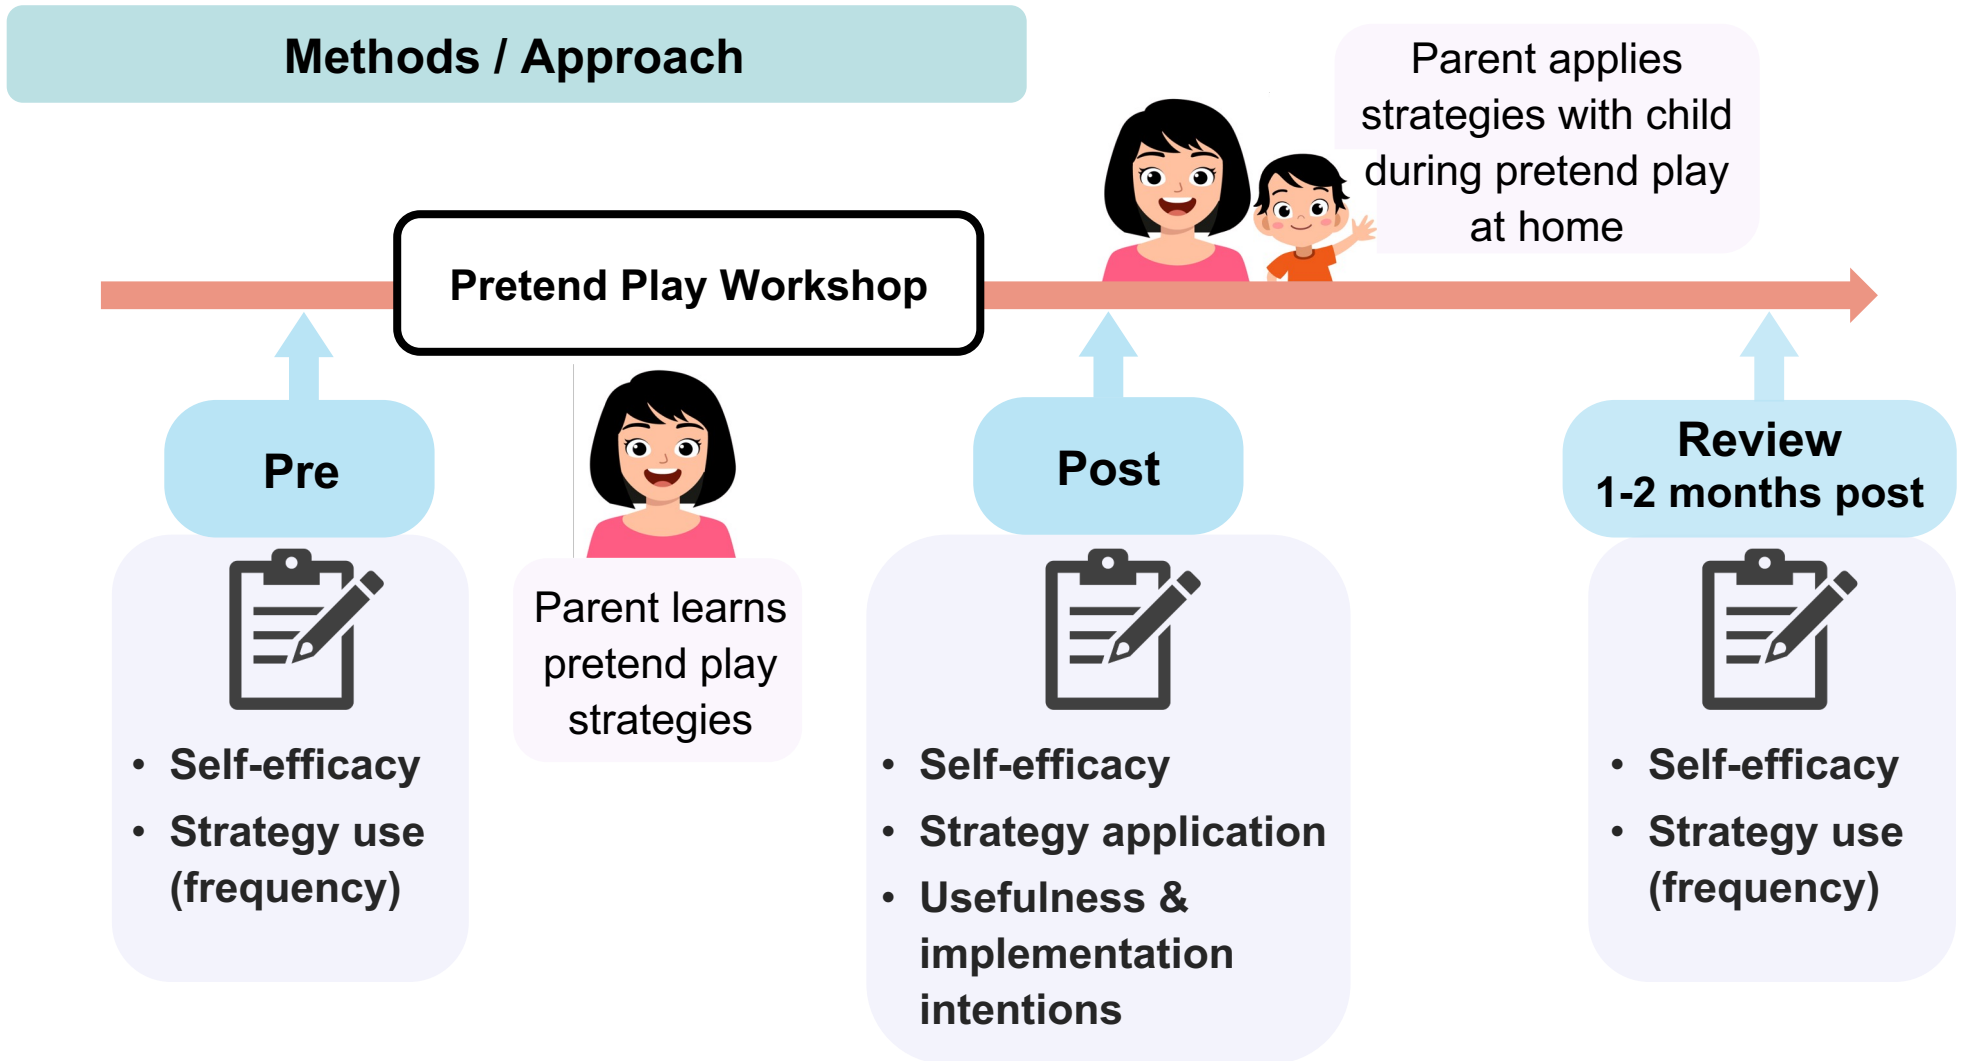 Methods / Approach
Parent applies
strategies with child
during pretend play
at home
Pretend Play Workshop
Pre
Post
Review
1-2 months post
Parent learns
pretend play
strategies
• Self-efficacy
• Strategy use
(frequency)
• Self-efficacy
• Strategy application
• Usefulness &
implementation
intentions
• Self-efficacy
• Strategy use
(frequency)